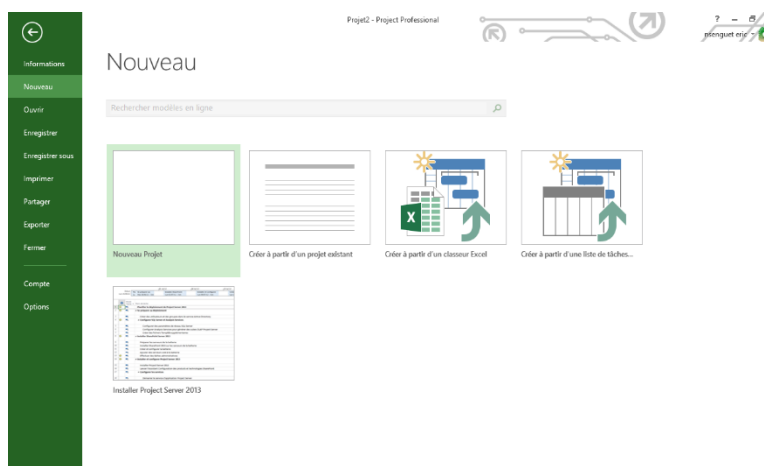 Projet2 - Project Professional
? – 
Informations
Nouveau
Ouvrir
Enregistrer
Enregistrer sous
Imprimer
Partager
Exporter
Fermer
Compte
Options
Nouveau
Rechercher modèles en ligne
Nouveau Projet
Créer à partir d'un projet existant
Créer à partir d'un classeur Excel
Créer à partir d'une liste de tâches...
X
Installer Project Server 2013